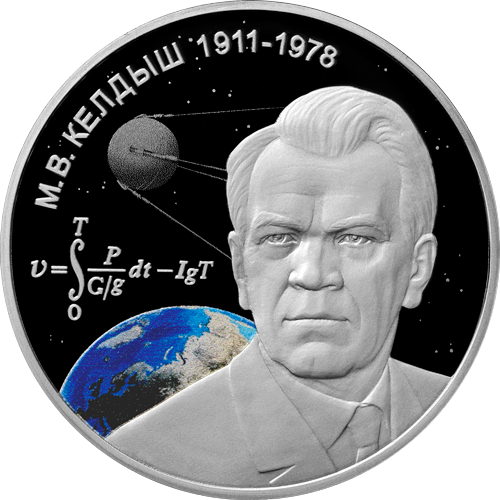 М.В. КЕЛДЫШ 1911-1978
υ = ∫₀ᵀ P/(G/g) dt – IgT